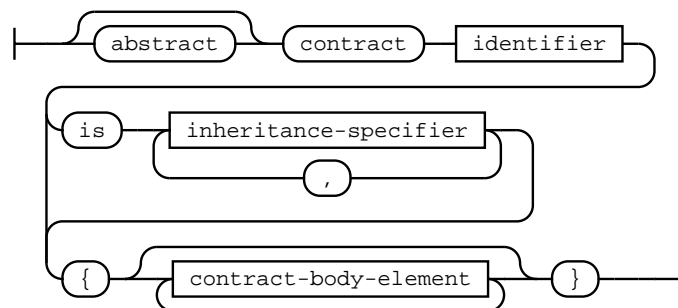 abstract contract identifier
is inheritance-specifier
,
{ contract-body-element }